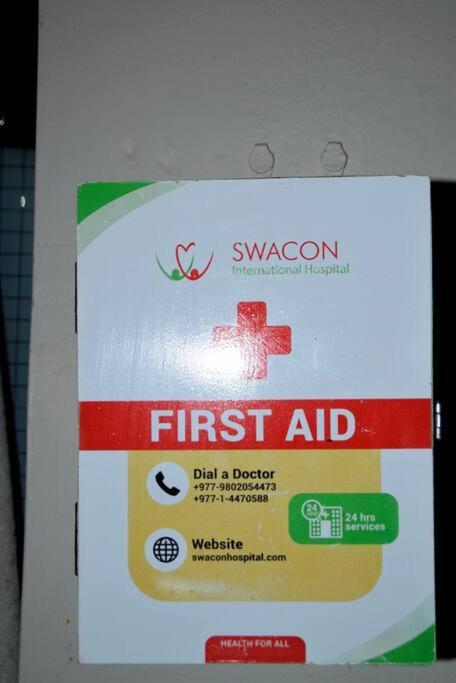 SWACON
International Hospital
FIRST AID
Dial a Doctor
+977-9802054473
+977-1-4470588
24
24 hrs
services
Website
swaconhospital.com
HEALTH FOR ALL